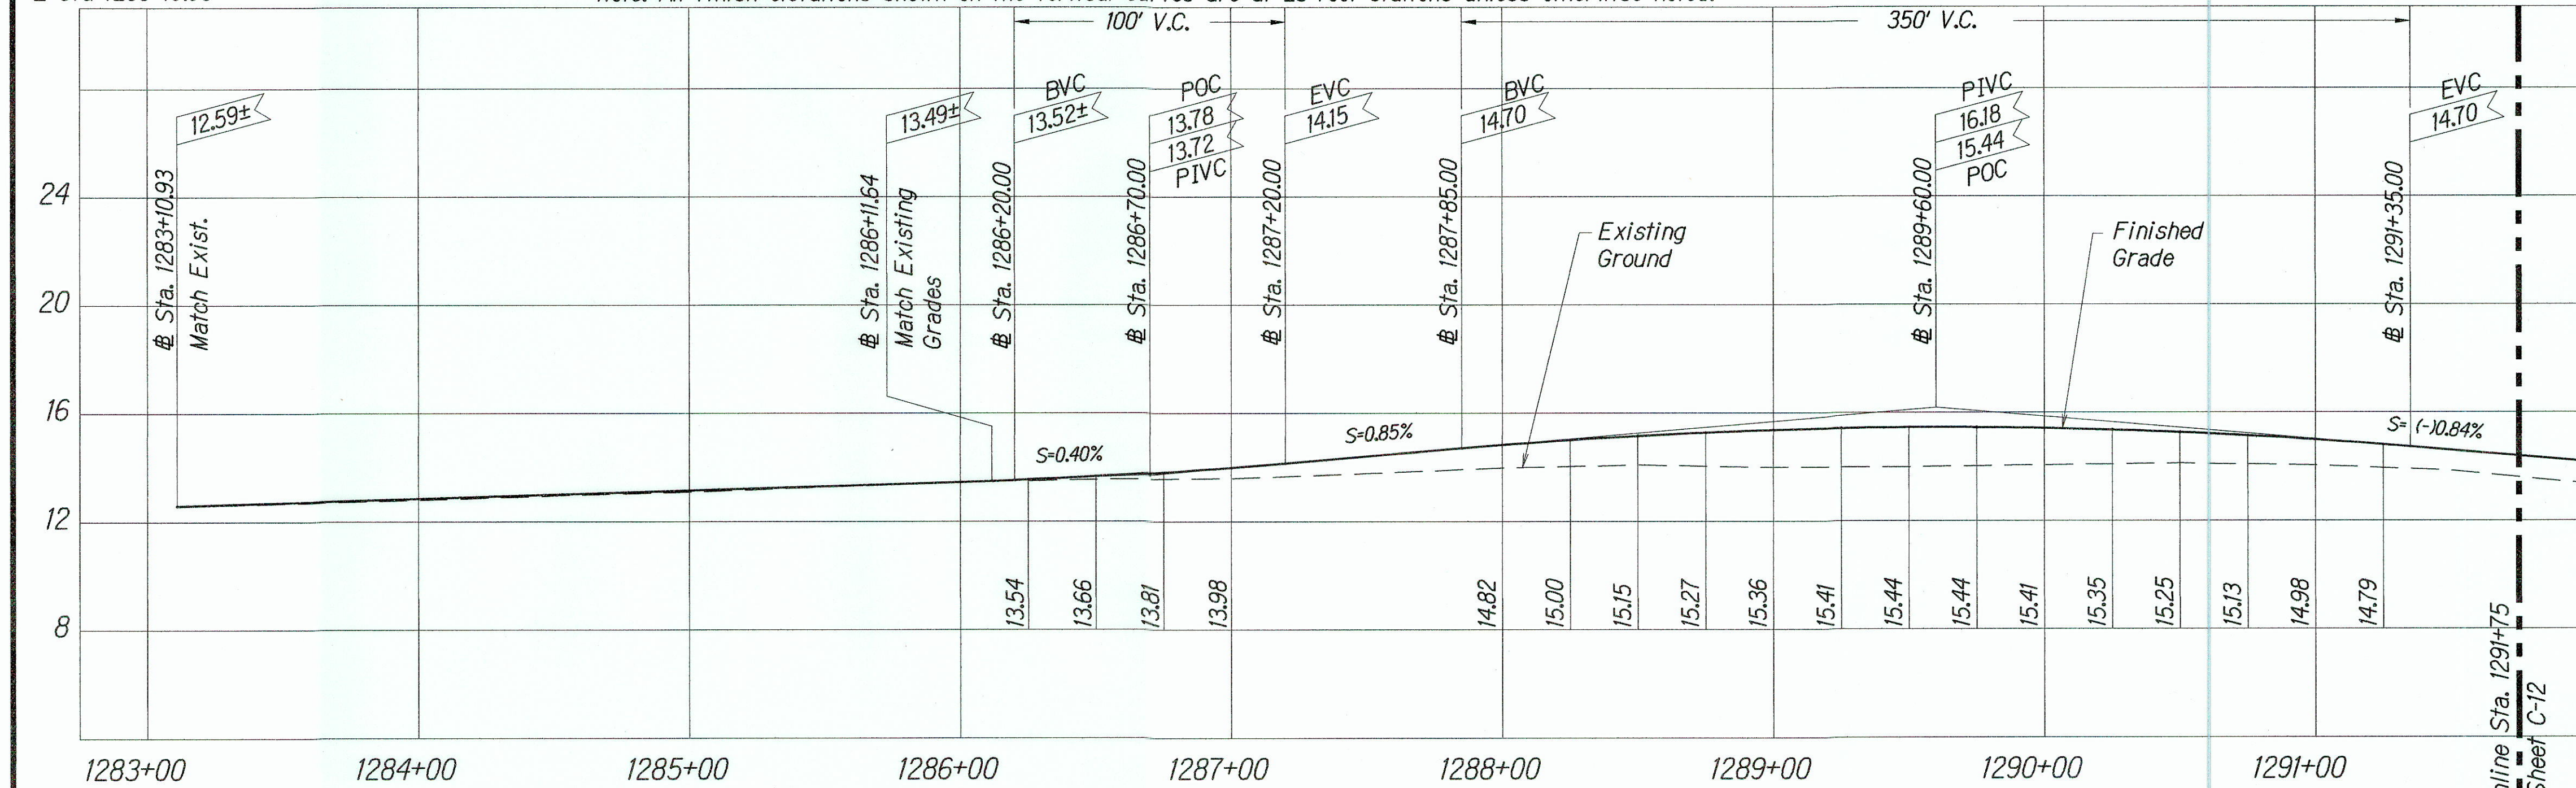 100' V.C.
350' V.C.
12.59±
℄ Sta. 1283+10.93
Match Exist.
13.49±
Sta. 1286+11.64
Match Existing
Grades
BVC
13.52±
Sta. 1286+20.00
POC
13.78
13.72
PIVC
Sta. 1286+70.00
EVC
14.15
Sta. 1287+20.00
BVC
14.70
Sta. 1287+85.00
PIVC
16.18
15.44
POC
Sta. 1289+60.00
EVC
14.70
Sta. 1291+35.00
Existing
Ground
Finished
Grade
S=0.40%
S=0.85%
S= (-)0.84%
24
20
16
12
8
13.54
13.66
13.81
13.98
14.82
15.00
15.15
15.27
15.36
15.41
15.44
15.44
15.41
15.35
15.25
15.13
14.98
14.79
Sta. 1291+75
Sheet C-12
1283+00
1284+00
1285+00
1286+00
1287+00
1288+00
1289+00
1290+00
1291+00